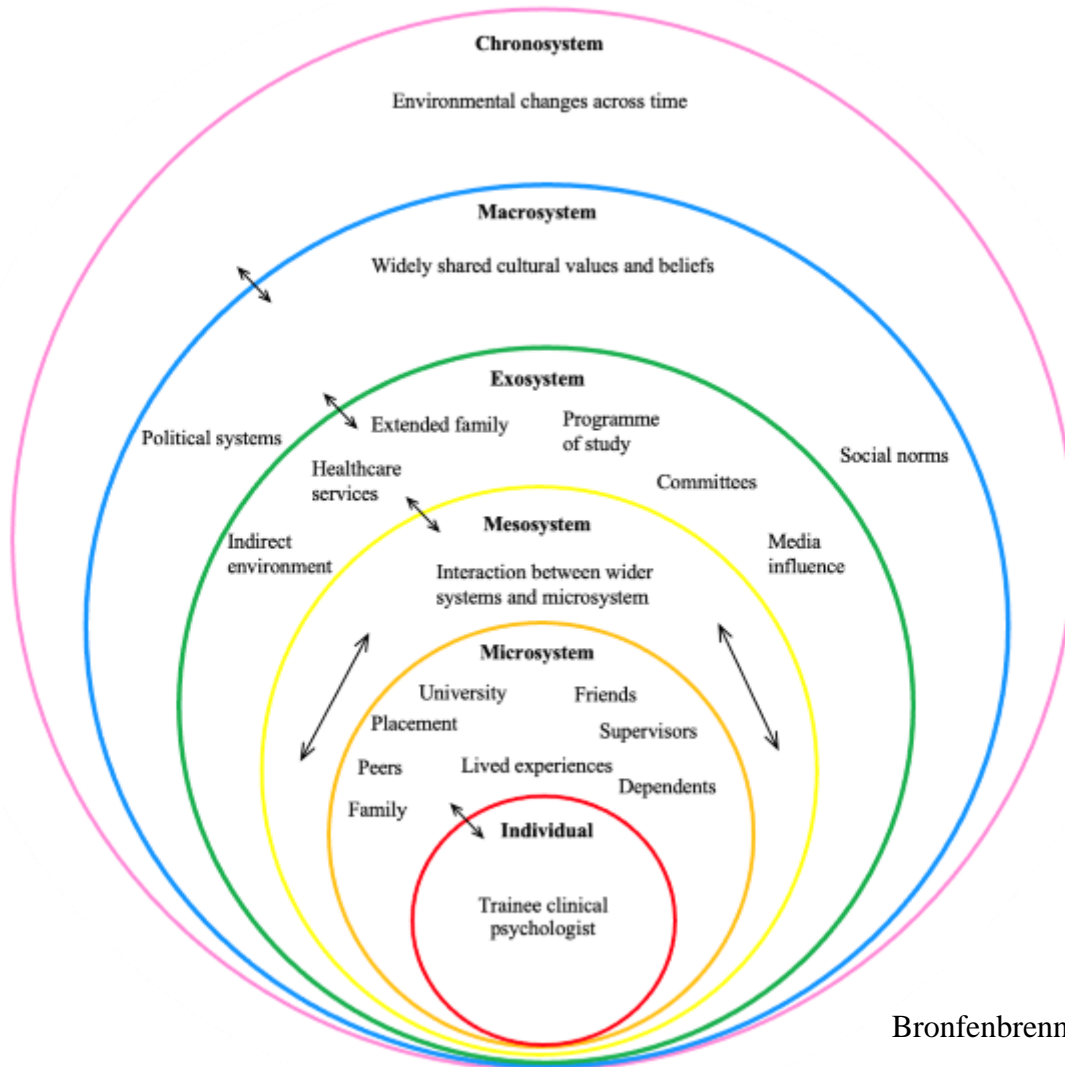 Chronosystem
Environmental changes across time
Macrosystem
Widely shared cultural values and beliefs
Exosystem
Extended family
Programme
of study
Political systems
Social norms
Healthcare
services
Committees
Mesosystem
Indirect
environment
Media
influence
Interaction between wider
systems and microsystem
Microsystem
University
Friends
Placement
Supervisors
Peers
Lived experiences
Dependents
Family
Individual
Trainee clinical
psychologist
Bronfenbrenn